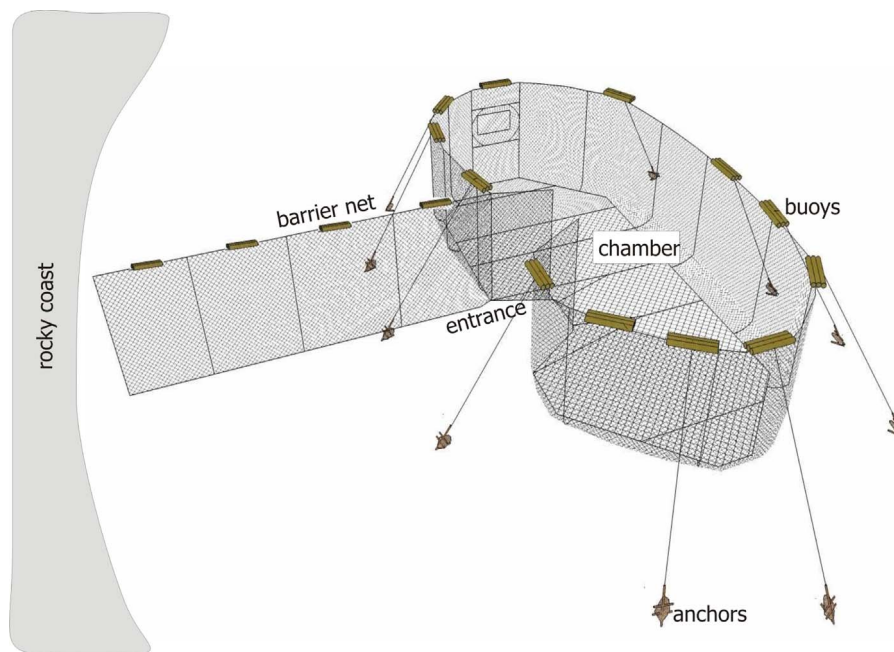 rocky coast
barrier net
buoys
chamber
entrance
anchors